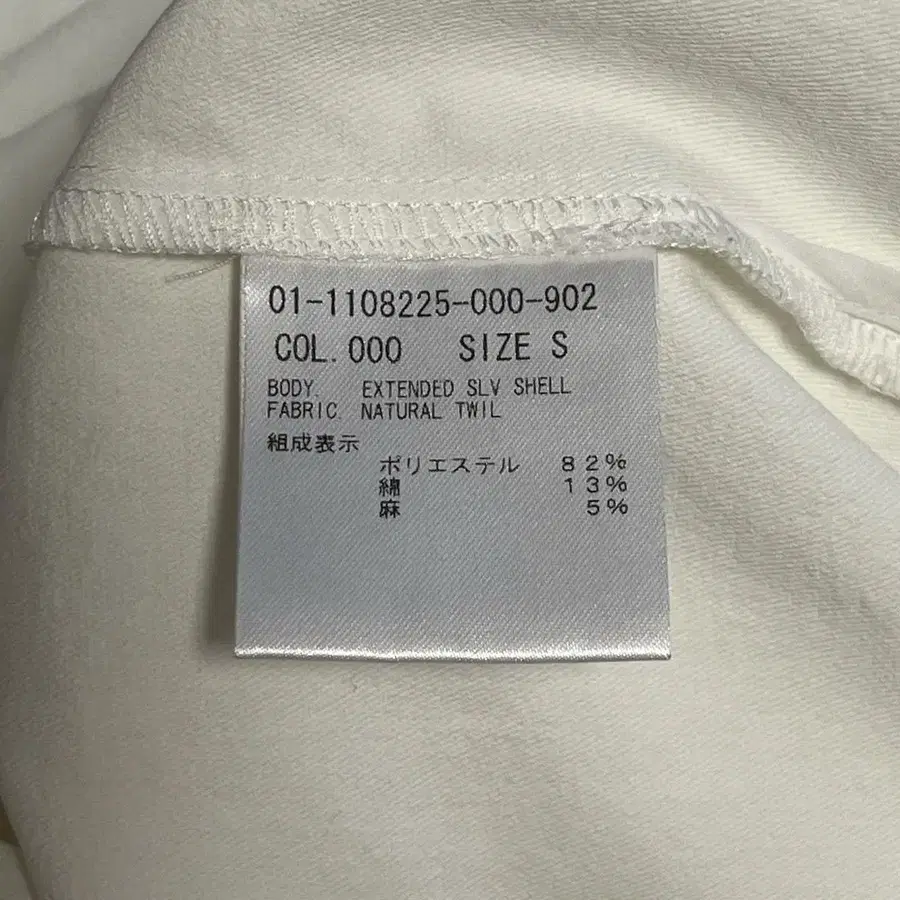 01-1108225-000-902
COL.000 SIZE S
BODY. EXTENDED SLV SHELL
FABRIC. NATURAL TWIL
組成表示
ポリエステル 82%
綿 13%
麻 5%